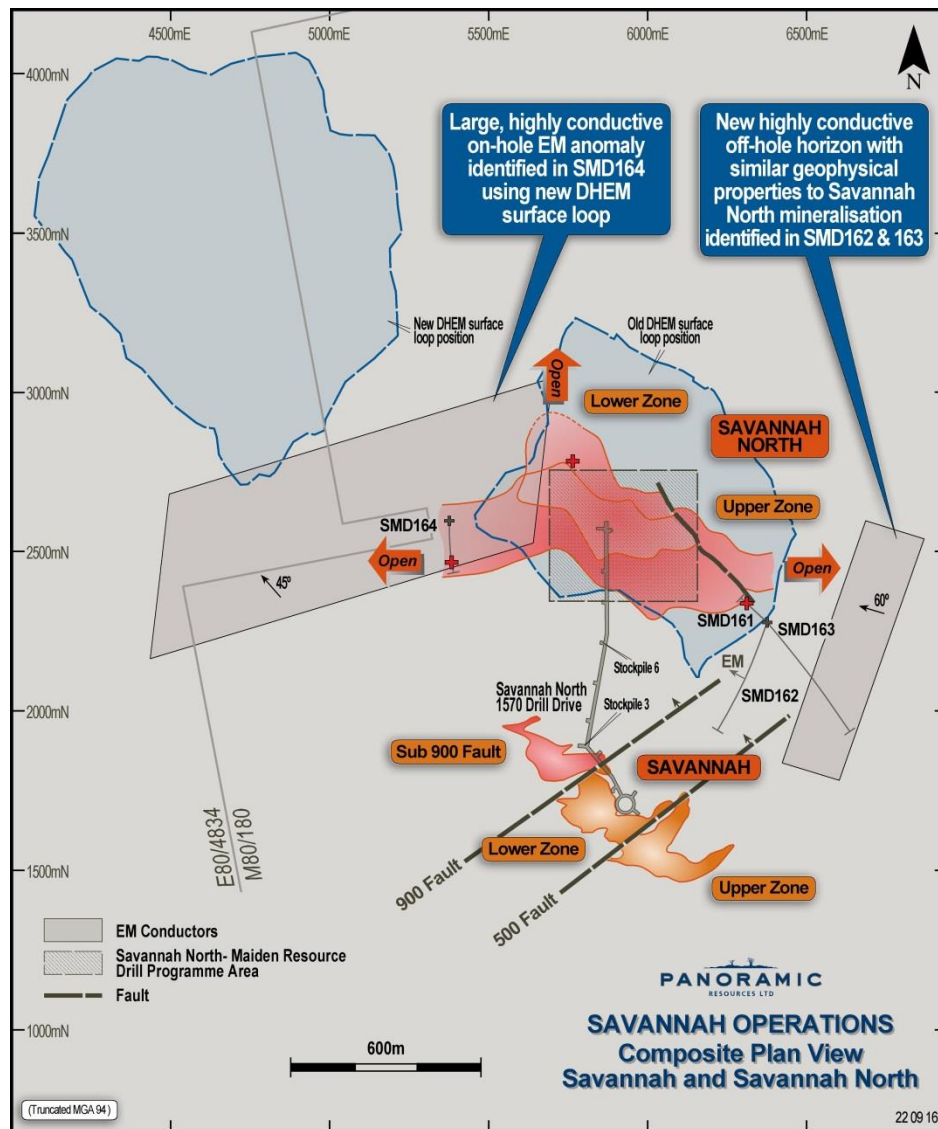 4500mE
5000mE
5500mE
6000mE
6500mE
4000mN
3500mN
3000mN
2500mN
2000mN
1500mN
1000mN
N
Large, highly conductive
on-hole EM anomaly
identified in SMD164
using new DHEM
surface loop
New highly conductive
off-hole horizon with
similar geophysical
properties to Savannah
North mineralisation
identified in SMD162 & 163
New DHEM surface
loop position
Old DHEM surface
loop position
Open
Lower Zone
SAVANNAH
NORTH
Upper Zone
SMD164
Open
Open
45º
60º
SMD161
SMD163
EM
SMD162
Stockpile 6
Savannah North
1570 Drill Drive
Stockpile 3
Sub 900 Fault
SAVANNAH
Lower Zone
Upper Zone
900 Fault
500 Fault
E80/4834
M80/180
EM Conductors
Savannah North- Maiden Resource
Drill Programme Area
Fault
600m
PANORAMIC
RESOURCES LTD
SAVANNAH OPERATIONS
Composite Plan View
Savannah and Savannah North
(Truncated MGA 94 )
22 09 16